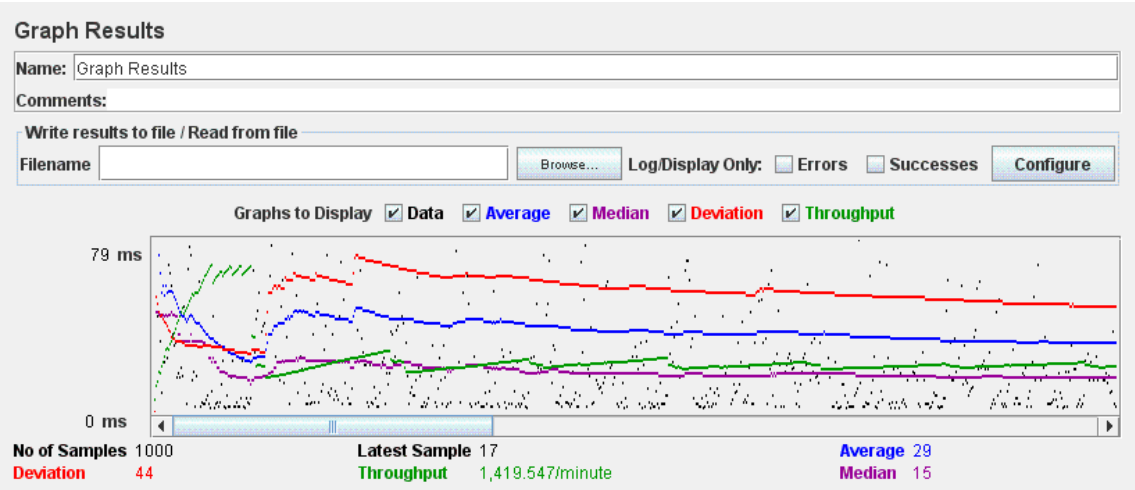 Graph Results
Name: Graph Results
Comments:
Write results to file / Read from file
Filename Browse... Log/Display Only: Errors Successes Configure
Graphs to Display Data Average Median Deviation Throughput
79 ms
0 ms
No of Samples 1000 Latest Sample 17 Average 29
Deviation 44 Throughput 1,419.547/minute Median 15